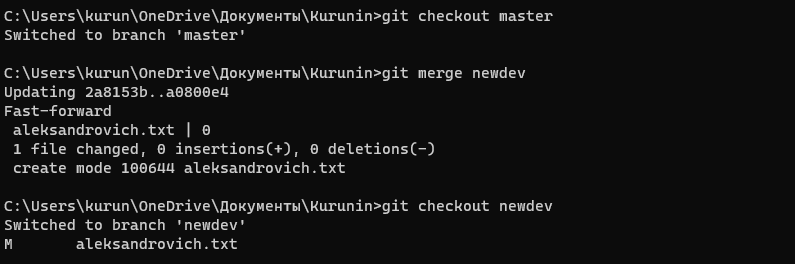 C:\Users\kurun\OneDrive\Документы\Kurunin>git checkout master
Switched to branch 'master'
C:\Users\kurun\OneDrive\Документы\Kurunin>git merge newdev
Updating 2a8153b..a0800e4
Fast-forward
 aleksandrovich.txt | 0
 1 file changed, 0 insertions(+), 0 deletions(-)
 create mode 100644 aleksandrovich.txt
C:\Users\kurun\OneDrive\Документы\Kurunin>git checkout newdev
Switched to branch 'newdev'
M       aleksandrovich.txt